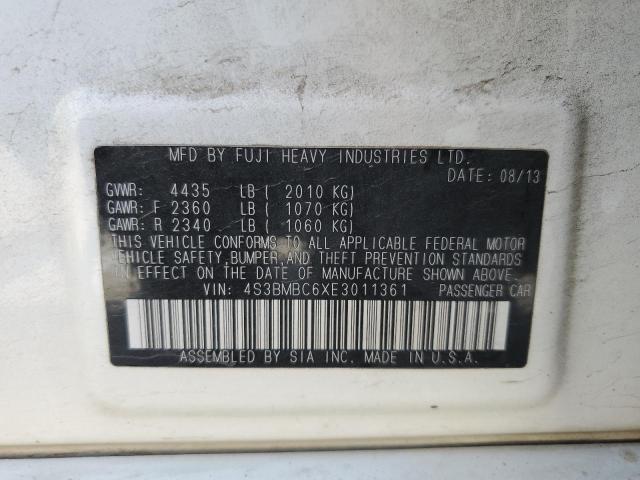 MFD BY FUJI HEAVY INDUSTRIES LTD.
DATE: 08/13
GVWR: 4435 LB ( 2010 KG)
GAWR: F 2360 LB ( 1070 KG)
GAWR: R 2340 LB ( 1060 KG)
THIS VEHICLE CONFORMS TO ALL APPLICABLE FEDERAL MOTOR
VEHICLE SAFETY, BUMPER, AND THEFT PREVENTION STANDARDS
IN EFFECT ON THE DATE OF MANUFACTURE SHOWN ABOVE.
VIN: 4S3BMBC6XE3011361 PASSENGER CAR
ASSEMBLED BY SIA INC. MADE IN U.S.A.